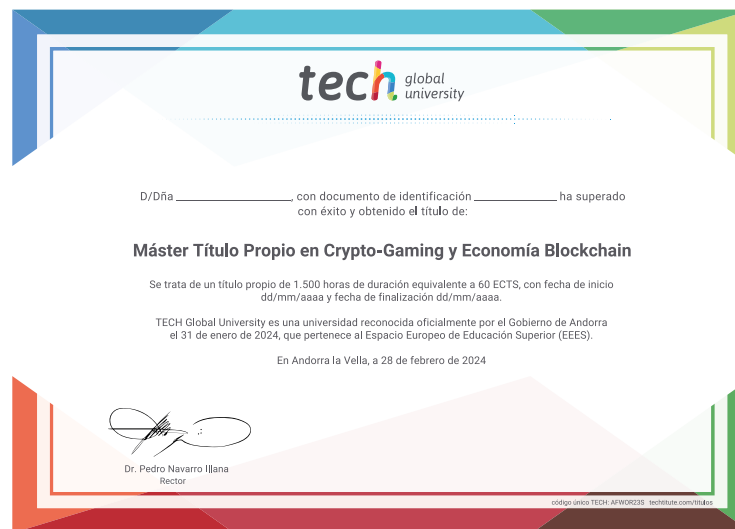 tech global university
D/Dña ________________, con documento de identificación ____________ ha superado
con éxito y obtenido el título de:
Máster Título Propio en Crypto-Gaming y Economía Blockchain
Se trata de un título propio de 1.500 horas de duración equivalente a 60 ECTS, con fecha de inicio
dd/mm/aaaa y fecha de finalización dd/mm/aaaa.
TECH Global University es una universidad reconocida oficialmente por el Gobierno de Andorra
el 31 de enero de 2024, que pertenece al Espacio Europeo de Educación Superior (EEES).
En Andorra la Vella, a 28 de febrero de 2024
Dr. Pedro Navarro Illana
Rector
código único TECH: AFWOR23S techtitute.com/titulos